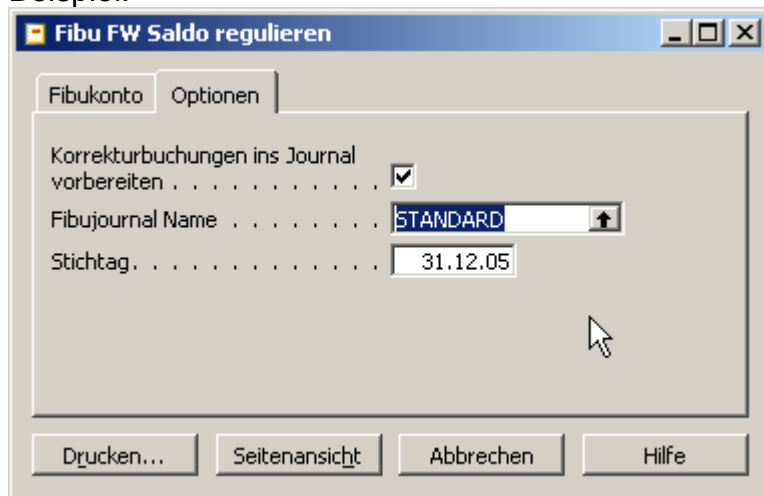 Beispiel:
Fibu FW Saldo regulieren
Fibukonto Optionen
Korrekturbuchungen ins Journal
vorbereiten . . . . . . . . . . .
Fibujournal Name . . . . . . . . STANDARD
Stichtag. . . . . . . . . . . . . 31.12.05
Drucken... Seitenansicht Abbrechen Hilfe